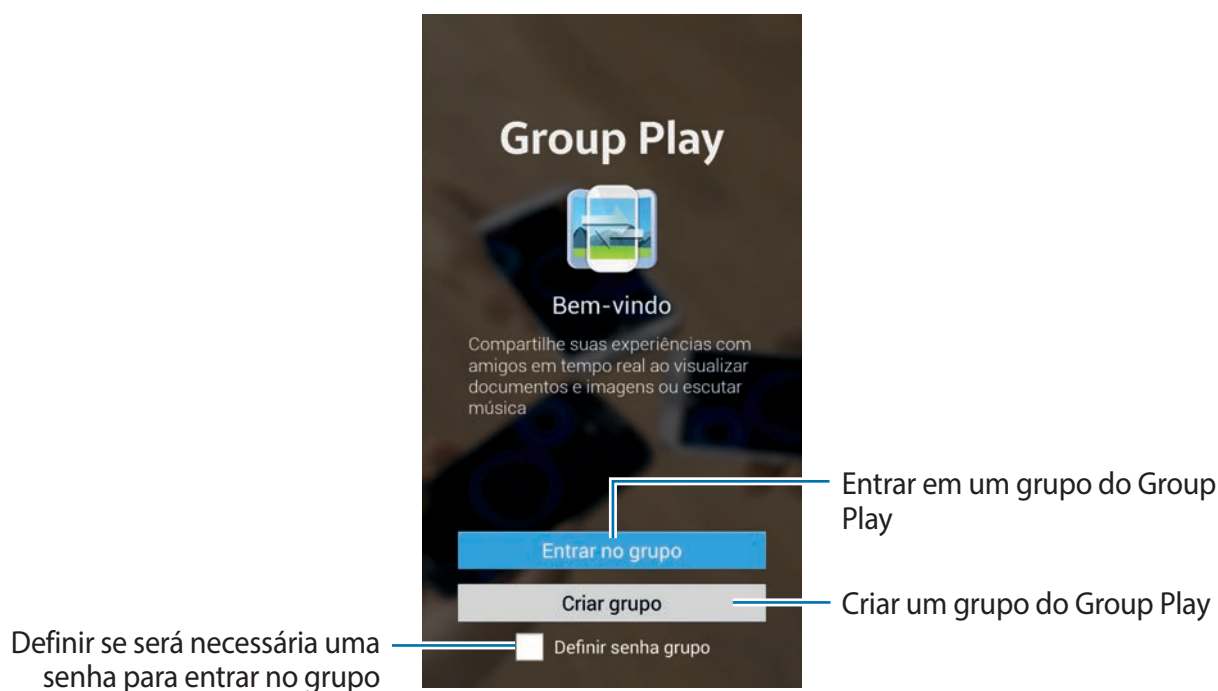 Group Play
Bem-vindo
Compartilhe suas experiências com
amigos em tempo real ao visualizar
documentos e imagens ou escutar
música
Entrar em um grupo do Group
Play
Entrar no grupo
Criar grupo
Criar um grupo do Group Play
Definir se será necessária uma
senha para entrar no grupo
Definir senha grupo